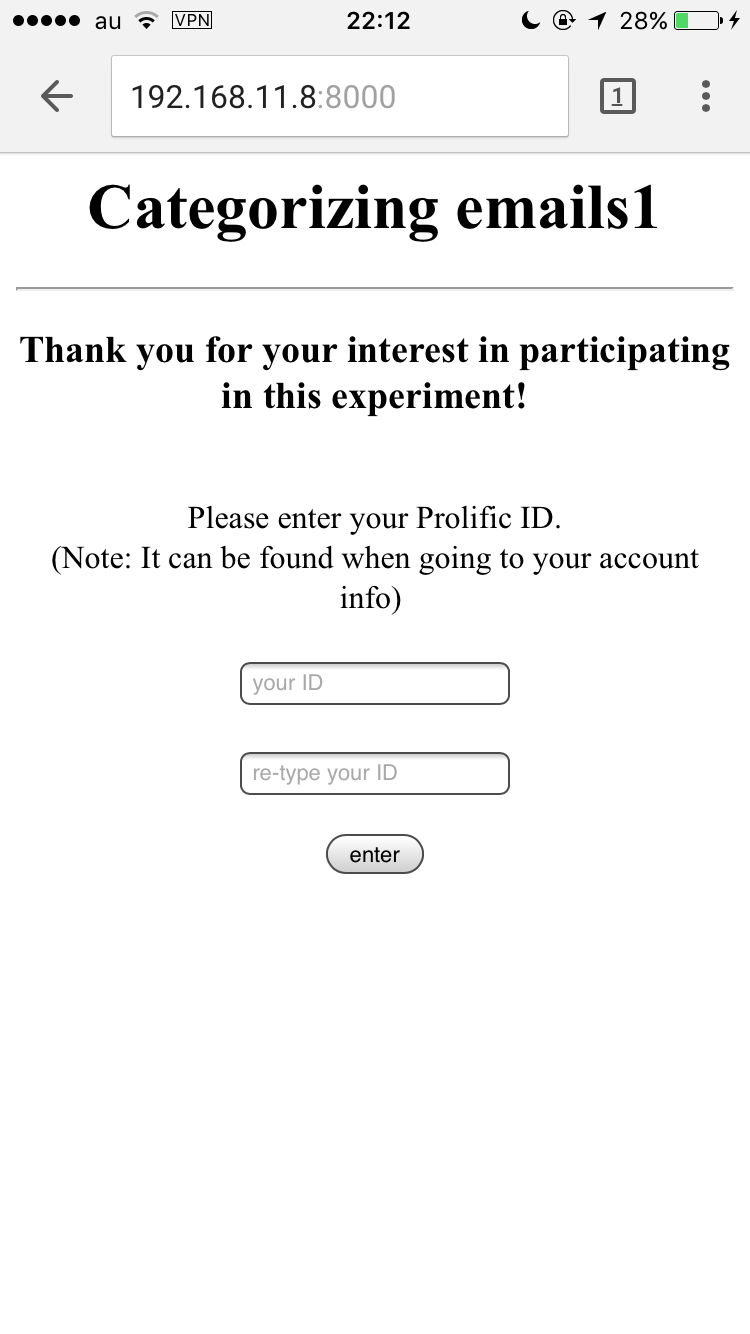 au VPN 22:12 28%
192.168.11.8:8000 1
Categorizing emails1
Thank you for your interest in participating
in this experiment!
Please enter your Prolific ID.
(Note: It can be found when going to your account
info)
your ID
re-type your ID
enter